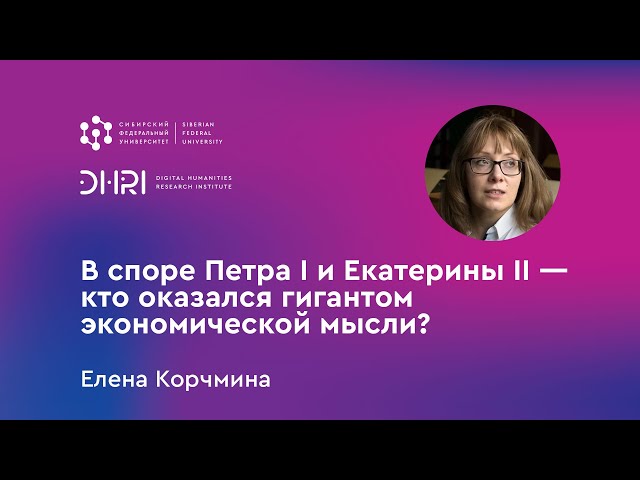 СИБИРСКИЙ
ФЕДЕРАЛЬНЫЙ
УНИВЕРСИТЕТ
SIBERIAN
FEDERAL
UNIVERSITY
DHRI
DIGITAL HUMANITIES
RESEARCH INSTITUTE
В споре Петра I и Екатерины II —
кто оказался гигантом
экономической мысли?
Елена Корчмина